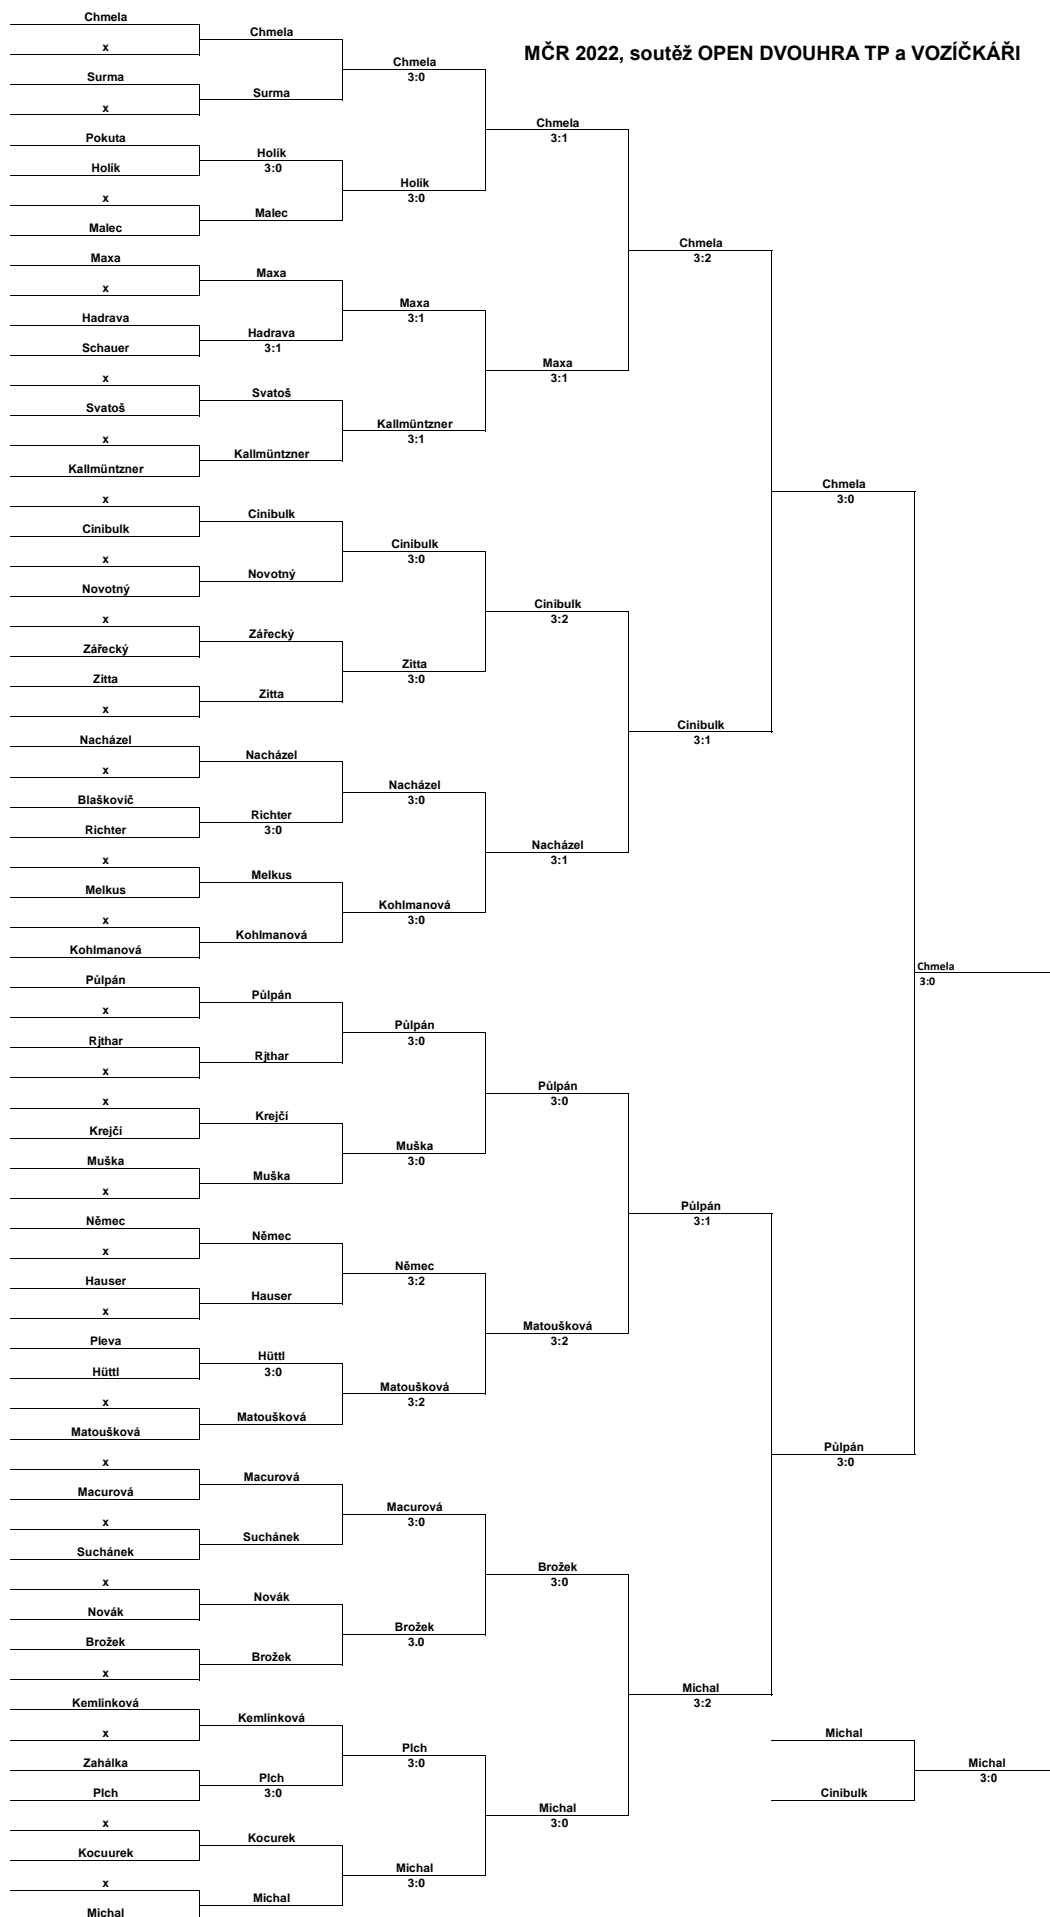 MČR 2022, soutěž OPEN DVOUHRA TP a VOZÍČKÁŘI
Chmela
x
Surma
x
Pokuta
Holík
x
Malec
Maxa
x
Hadrava
Schauer
x
Svatoš
x
Kallmüntzner
x
Cinibulk
x
Novotný
x
Zářecký
Zitta
x
Nacházel
x
Blaškovič
Richter
x
Melkus
x
Kohlmanová
Půlpán
x
Rjthar
x
x
Krejčí
Muška
x
Němec
x
Hauser
x
Pleva
Hüttl
x
Matoušková
x
Macurová
x
Suchánek
x
Novák
Brožek
x
Kemlinková
x
Zahálka
Plch
x
Kocuurek
x
Michal
Chmela
Surma
Holík
3:0
Malec
Maxa
Hadrava
3:1
Svatoš
Kallmüntzner
Cinibulk
Novotný
Zářecký
Zitta
Nacházel
Richter
3:0
Melkus
Kohlmanová
Půlpán
Rjthar
Krejčí
Muška
Němec
Hauser
Hüttl
3:0
Matoušková
Macurová
Suchánek
Novák
Brožek
Kemlinková
Plch
3:0
Kocurek
Michal
Chmela
3:0
Holík
3:0
Maxa
3:1
Kallmüntzner
3:1
Cinibulk
3:0
Zitta
3:0
Nacházel
3:0
Kohlmanová
3:0
Půlpán
3:0
Muška
3:0
Němec
3:2
Matoušková
3:2
Macurová
3:0
Brožek
3.0
Plch
3:0
Michal
3:0
Chmela
3:1
Maxa
3:1
Cinibulk
3:2
Nacházel
3:1
Půlpán
3:0
Matoušková
3:2
Brožek
3:0
Michal
3:0
Chmela
3:2
Cinibulk
3:1
Půlpán
3:1
Michal
3:2
Chmela
3:0
Půlpán
3:0
Chmela
3:0
Michal
Cinibulk
Michal
3:0